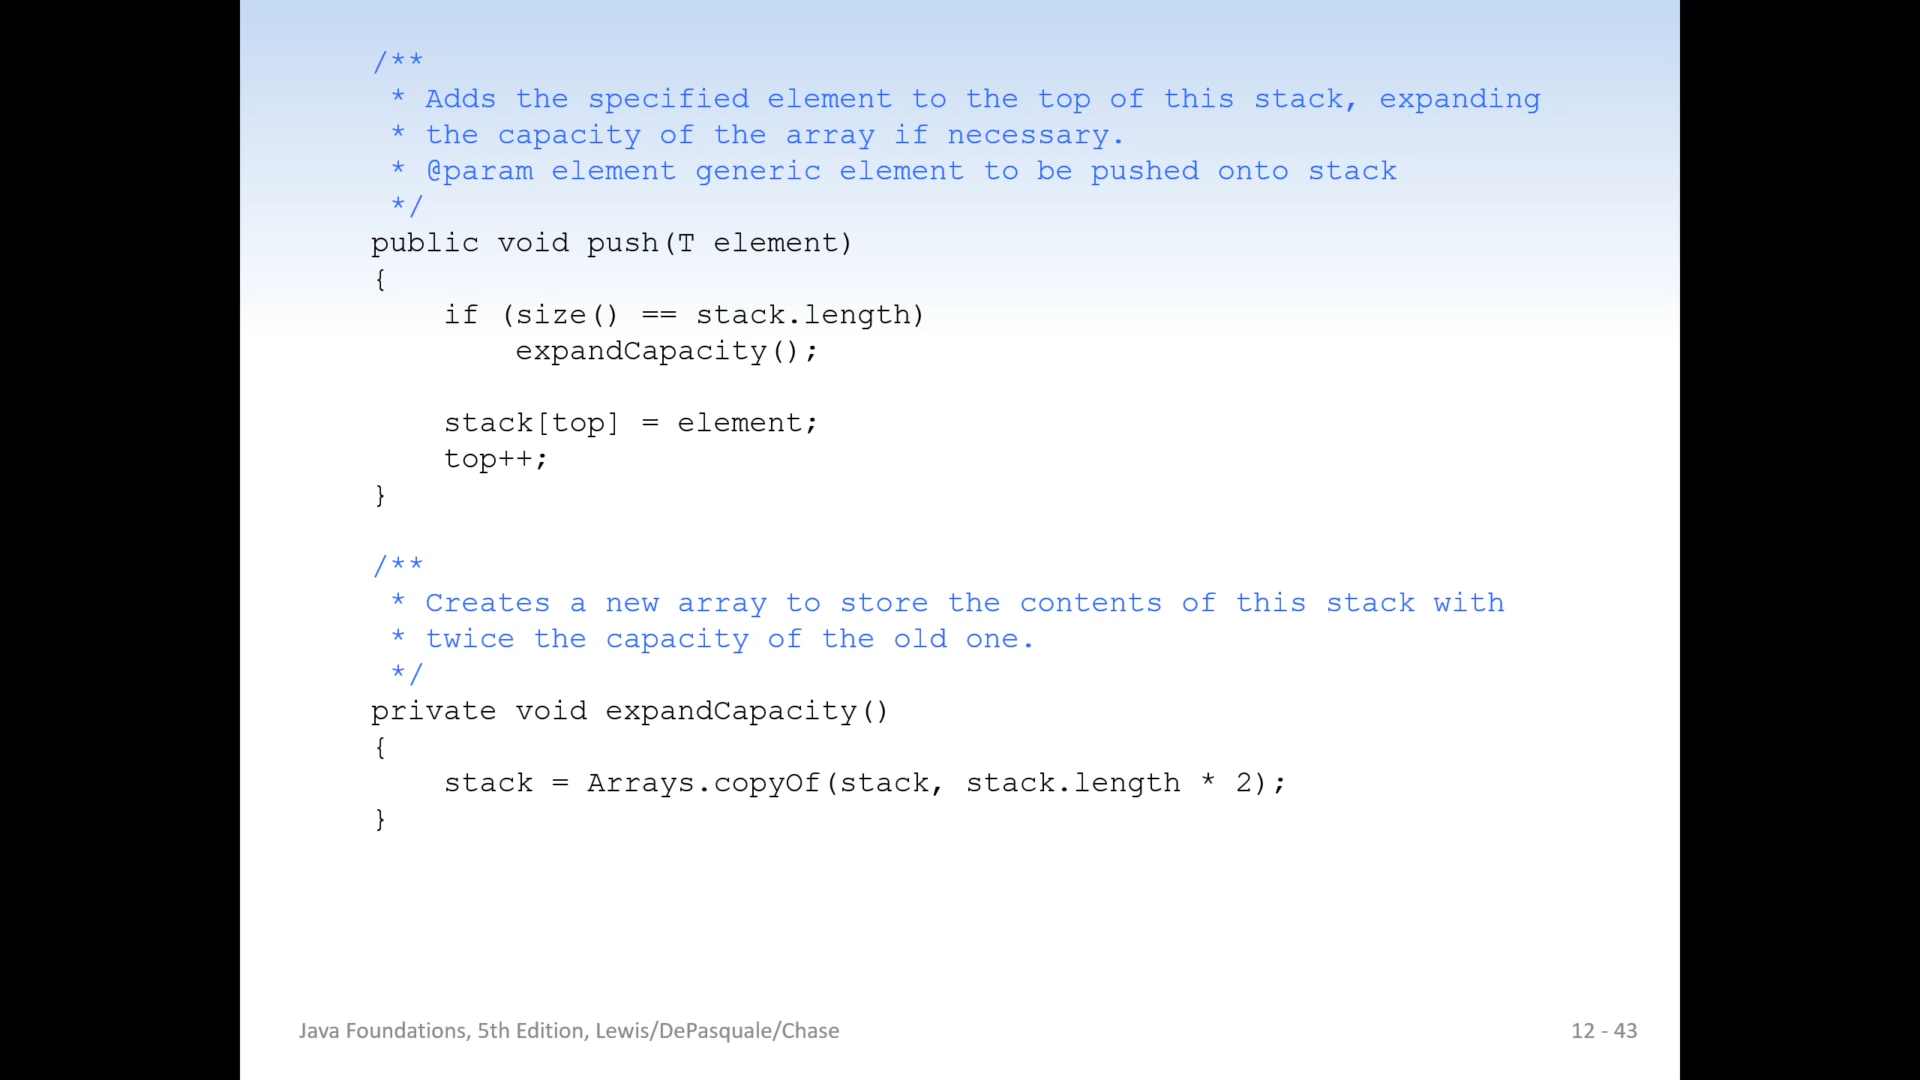 /**
 * Adds the specified element to the top of this stack, expanding
 * the capacity of the array if necessary.
 * @param element generic element to be pushed onto stack
 */
public void push(T element)
{
    if (size() == stack.length)
        expandCapacity();

    stack[top] = element;
    top++;
}

/**
 * Creates a new array to store the contents of this stack with
 * twice the capacity of the old one.
 */
private void expandCapacity()
{
    stack = Arrays.copyOf(stack, stack.length * 2);
}
Java Foundations, 5th Edition, Lewis/DePasquale/Chase
12 - 43